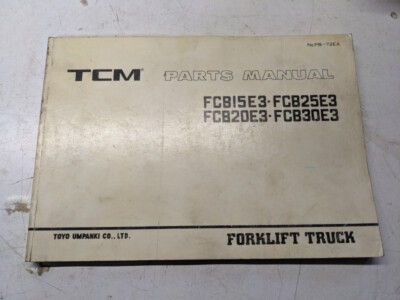 TCM PARTS MANUAL
FCB15E3·FCB25E3
FCB20E3·FCB30E3
TOYO UMPANKI CO., LTD.
FORKLIFT TRUCK